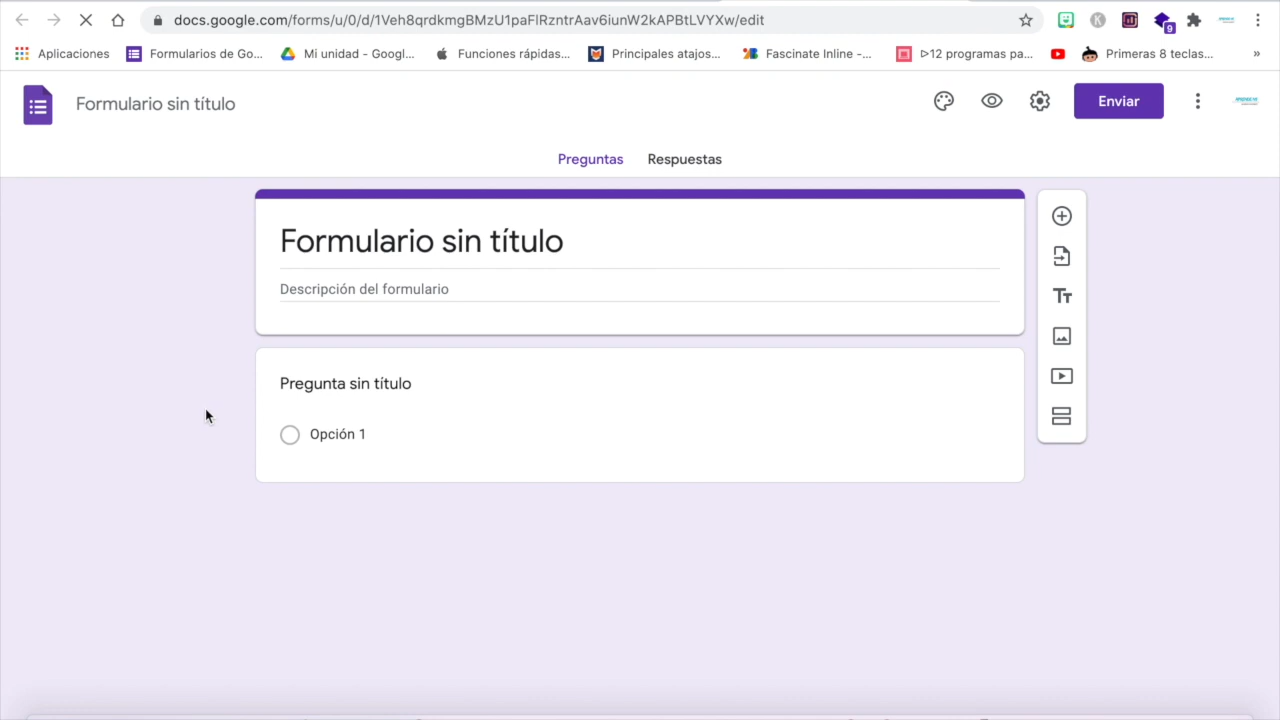 docs.google.com/forms/u/0/d/1Veh8qrdkmgBMzU1paFlRzntrAav6iunW2kAPBtLVYXw/edit
9
Aplicaciones Formularios de Go... Mi unidad - Googl... Funciones rápidas... Principales atajos... Fascinate Inline -... ▷12 programas pa... Primeras 8 teclas... »
Formulario sin título
Enviar
Preguntas Respuestas
Formulario sin título
Descripción del formulario
Pregunta sin título
Opción 1